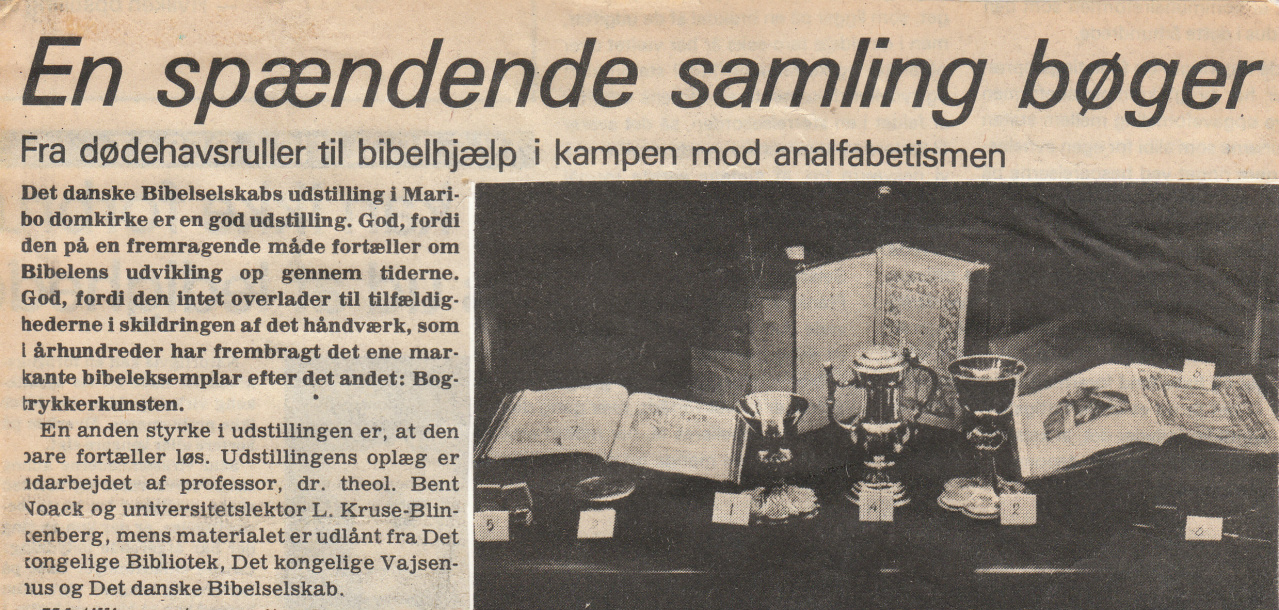 En spændende samling bøger
Fra dødehavsruller til bibelhjælp i kampen mod analfabetismen
Det danske Bibelselskabs udstilling i Mari-
bo domkirke er en god udstilling. God, fordi
den på en fremragende måde fortæller om
Bibelens udvikling op gennem tiderne.
God, fordi den intet overlader til tilfældig-
hederne i skildringen af det håndværk, som
i århundreder har frembragt det ene mar-
kante bibeleksemplar efter det andet: Bog-
trykkerkunsten.
En anden styrke i udstillingen er, at den
bare fortæller løs. Udstillingens oplæg er
udarbejdet af professor, dr. theol. Bent
Noack og universitetslektor L. Kruse-Blin-
kenberg, mens materialet er udlånt fra Det
kongelige Bibliotek, Det kongelige Vajsen-
hus og Det danske Bibelselskab.
7
8
5
3
1
4
2
6